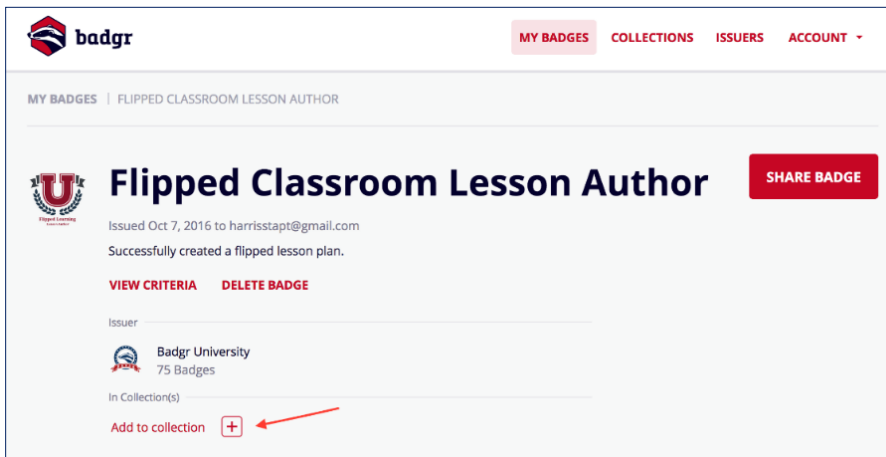 badgr
MY BADGES COLLECTIONS ISSUERS ACCOUNT
MY BADGES | FLIPPED CLASSROOM LESSON AUTHOR
Flipped Classroom Lesson Author
SHARE BADGE
U
Flipped Learning
Issued Oct 7, 2016 to harrisstapt@gmail.com
Successfully created a flipped lesson plan.
VIEW CRITERIA DELETE BADGE
Issuer
Badgr University
75 Badges
In Collection(s)
Add to collection +